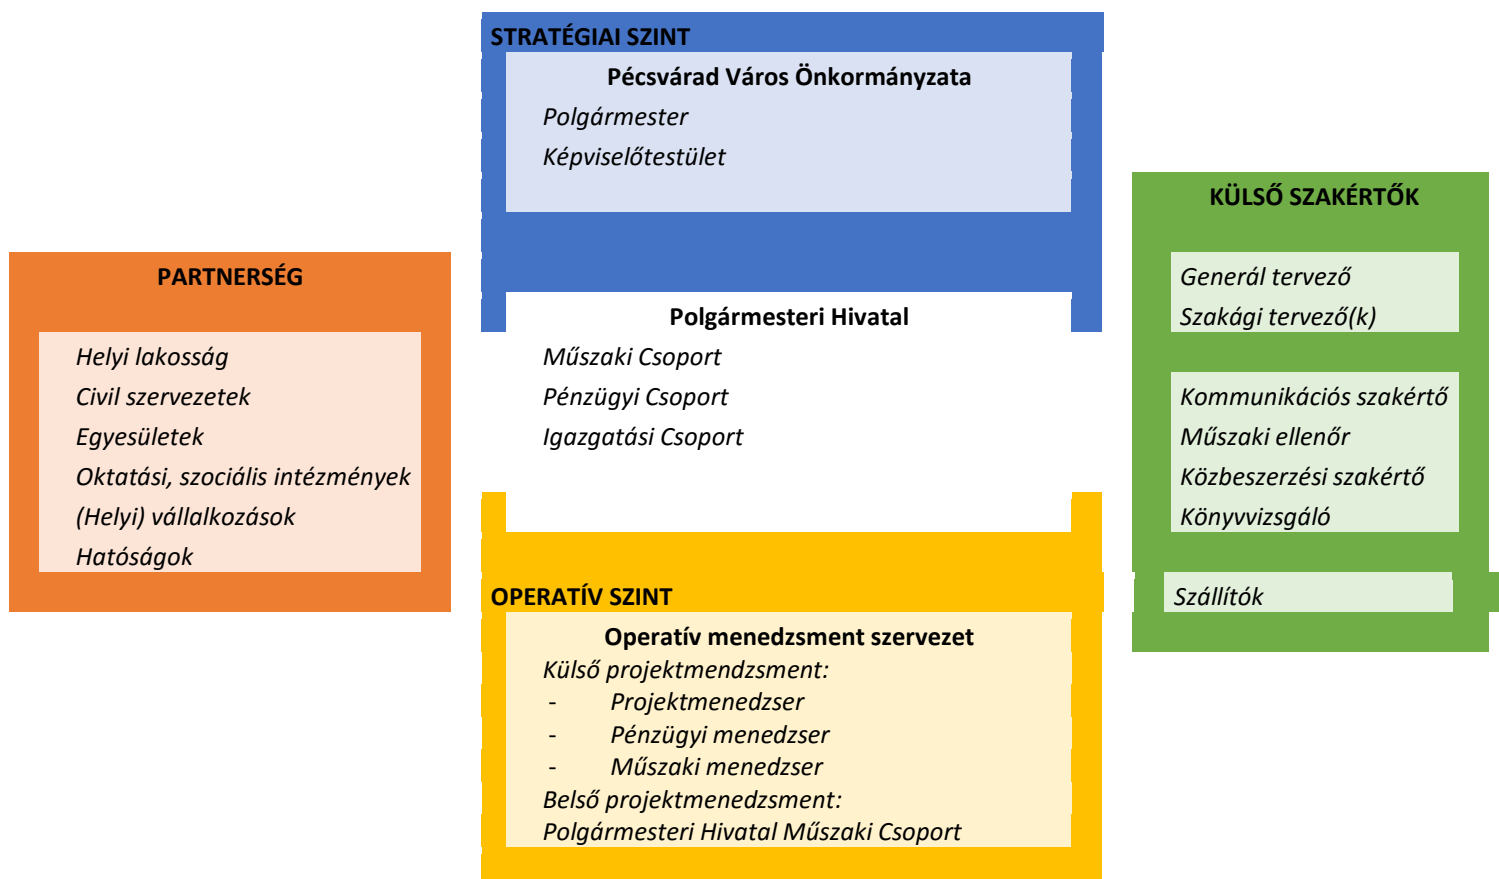 STRATÉGIAI SZINT
Pécsvárad Város Önkormányzata
Polgármester
Képviselőtestület
Polgármesteri Hivatal
Műszaki Csoport
Pénzügyi Csoport
Igazgatási Csoport
OPERATÍV SZINT
Operatív menedzsment szervezet
Külső projektmendzsment:
- Projektmenedzser
- Pénzügyi menedzser
- Műszaki menedzser
Belső projektmenedzsment:
Polgármesteri Hivatal Műszaki Csoport
PARTNERSÉG
Helyi lakosság
Civil szervezetek
Egyesületek
Oktatási, szociális intézmények
(Helyi) vállalkozások
Hatóságok
KÜLSŐ SZAKÉRTŐK
Generál tervező
Szakági tervező(k)
Kommunikációs szakértő
Műszaki ellenőr
Közbeszerzési szakértő
Könyvvizsgáló
Szállítók